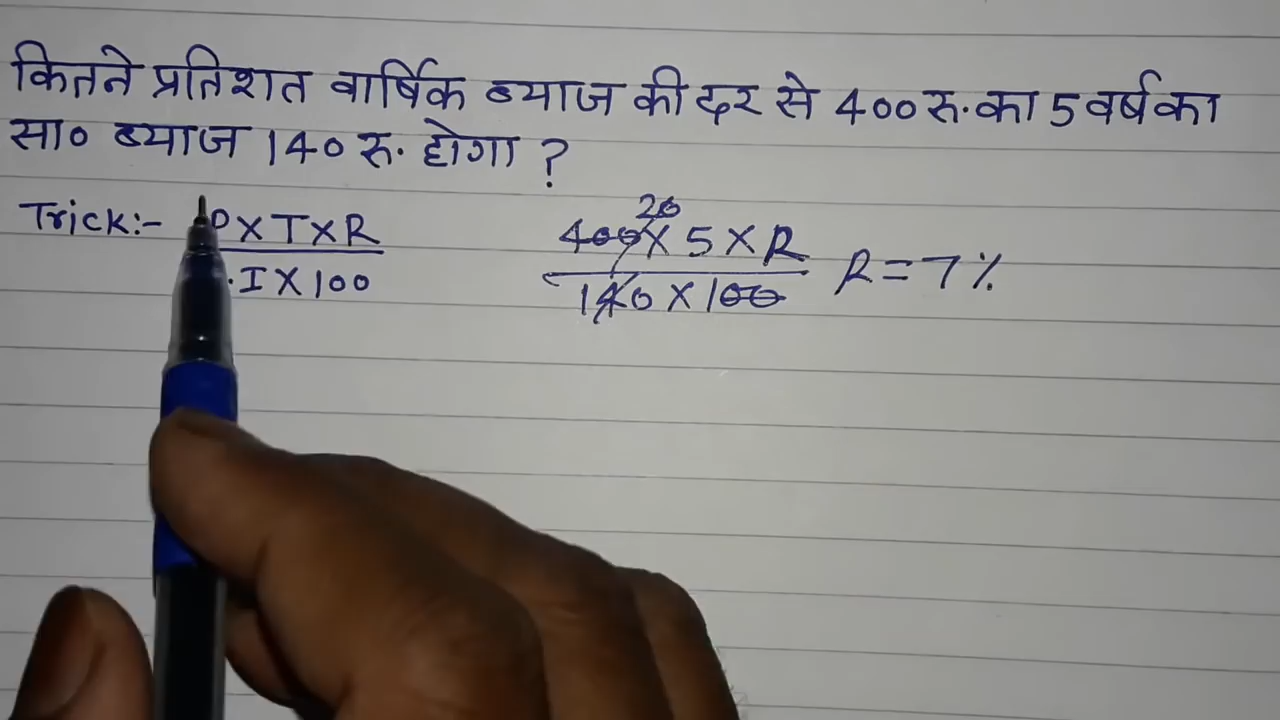 कितने प्रतिशत वार्षिक ब्याज की दर से 400 रु. का 5 वर्ष का
सा० ब्याज 140 रु. होगा ?
Trick:- P X T X R
.I X 100
20
400 X 5 X R
140 X 100
R = 7 %